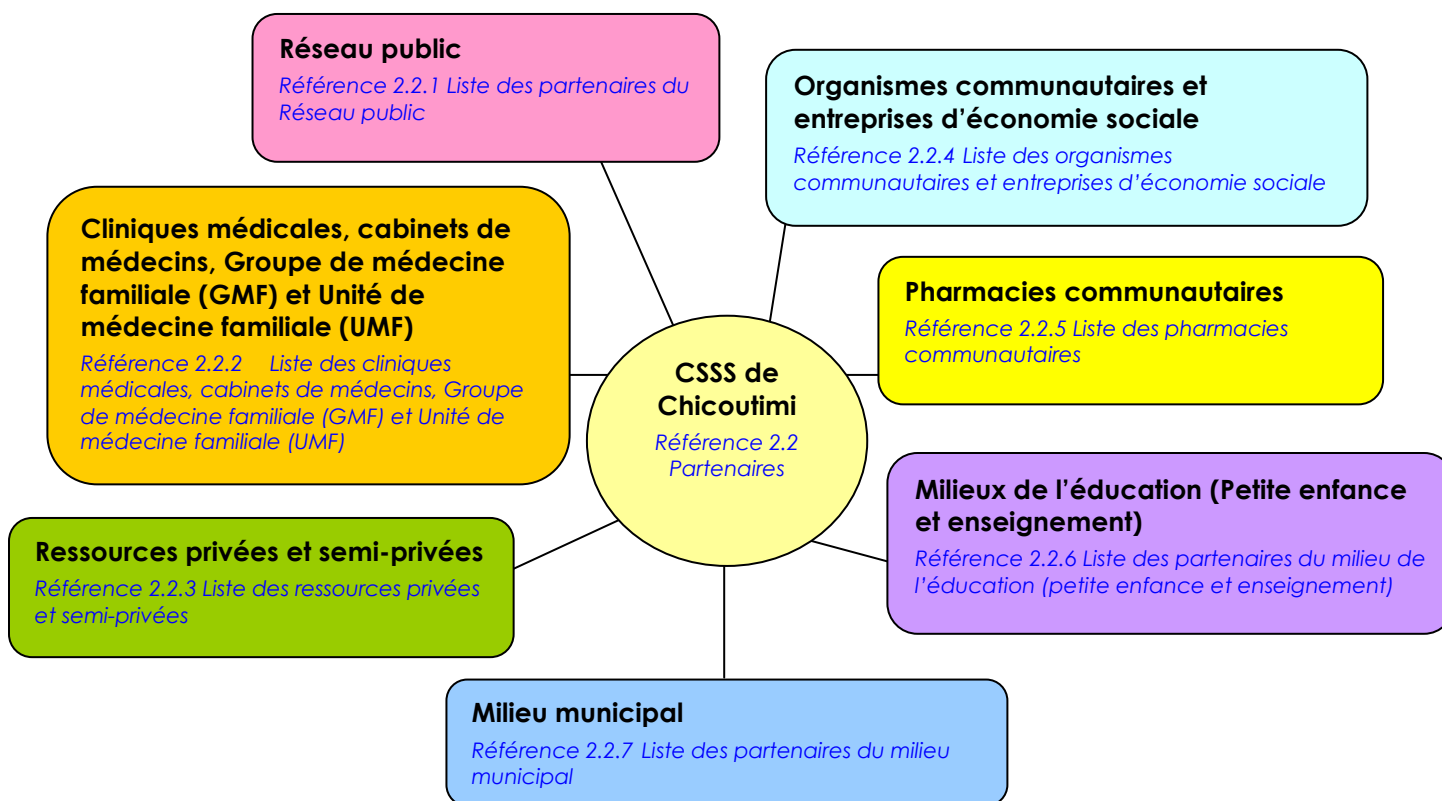 Réseau public
Référence 2.2.1 Liste des partenaires du
Réseau public
Organismes communautaires et
entreprises d’économie sociale
Référence 2.2.4 Liste des organismes
communautaires et entreprises d’économie sociale
Cliniques médicales, cabinets de
médecins, Groupe de médecine
familiale (GMF) et Unité de
médecine familiale (UMF)
Référence 2.2.2 Liste des cliniques
médicales, cabinets de médecins, Groupe
de médecine familiale (GMF) et Unité de
médecine familiale (UMF)
Pharmacies communautaires
Référence 2.2.5 Liste des pharmacies
communautaires
CSSS de
Chicoutimi
Référence 2.2
Partenaires
Milieux de l’éducation (Petite enfance
et enseignement)
Référence 2.2.6 Liste des partenaires du milieu de
l’éducation (petite enfance et enseignement)
Ressources privées et semi-privées
Référence 2.2.3 Liste des ressources privées
et semi-privées
Milieu municipal
Référence 2.2.7 Liste des partenaires du milieu
municipal